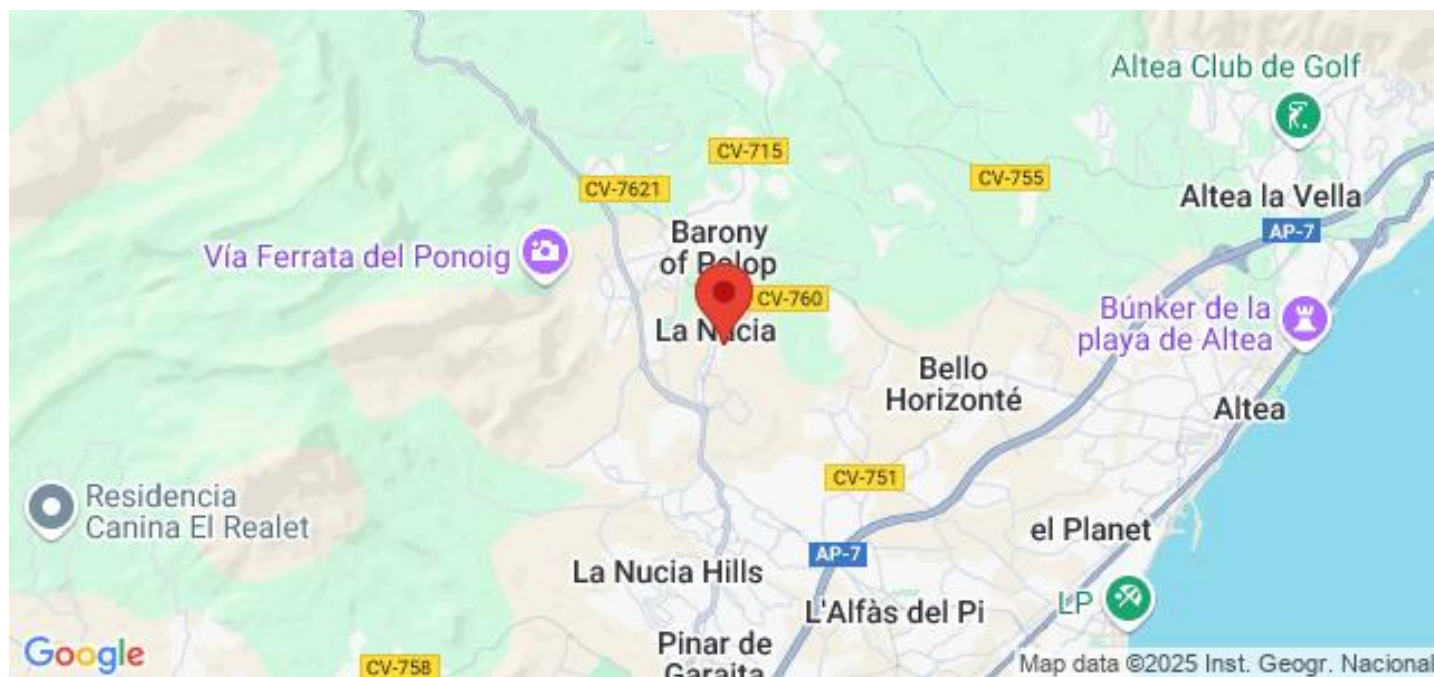 Altea Club de Golf
CV-715
CV-755
CV-7621
Altea la Vella
AP-7
Barony
of Polop
Vía Ferrata del Ponoig
CV-760
La Nucia
Búnker de la
playa de Altea
Bello
Horizonté
Altea
CV-751
Residencia
Canina El Realet
el Planet
AP-7
La Nucia Hills
L'Alfàs del Pi
LP
Pinar de
Garaita
Google
CV-758
Map data ©2025 Inst. Geogr. Nacional